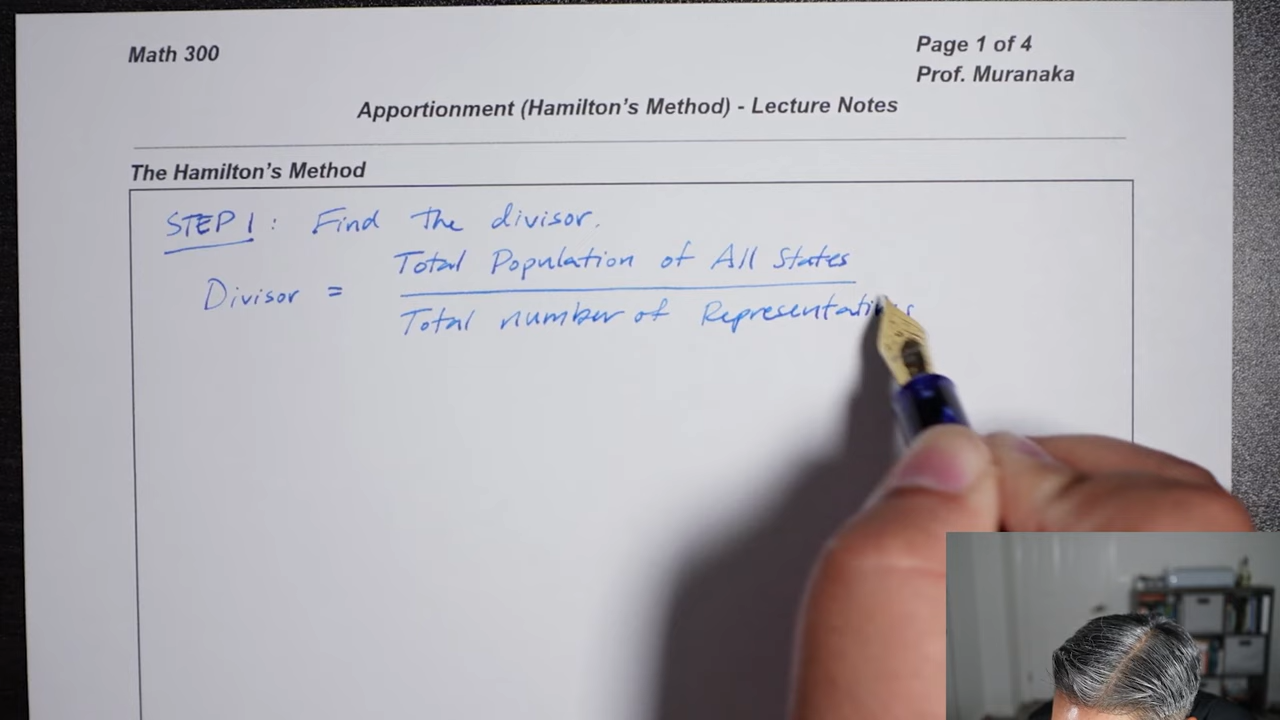 Math 300
Page 1 of 4
Prof. Muranaka
Apportionment (Hamilton's Method) - Lecture Notes
The Hamilton's Method
STEP 1 : Find the divisor.
Divisor =
Total Population of All States
Total number of